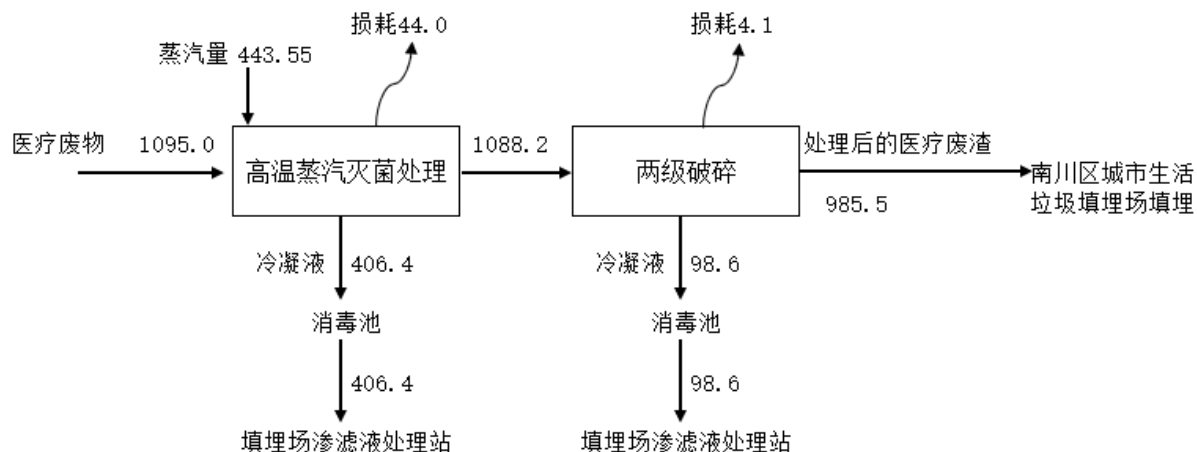 损耗44.0
损耗4.1
蒸汽量 443.55
医疗废物
1095.0
高温蒸汽灭菌处理
1088.2
两级破碎
处理后的医疗废渣
985.5
南川区城市生活
垃圾填埋场填埋
冷凝液
406.4
冷凝液
98.6
消毒池
消毒池
406.4
98.6
填埋场渗滤液处理站
填埋场渗滤液处理站